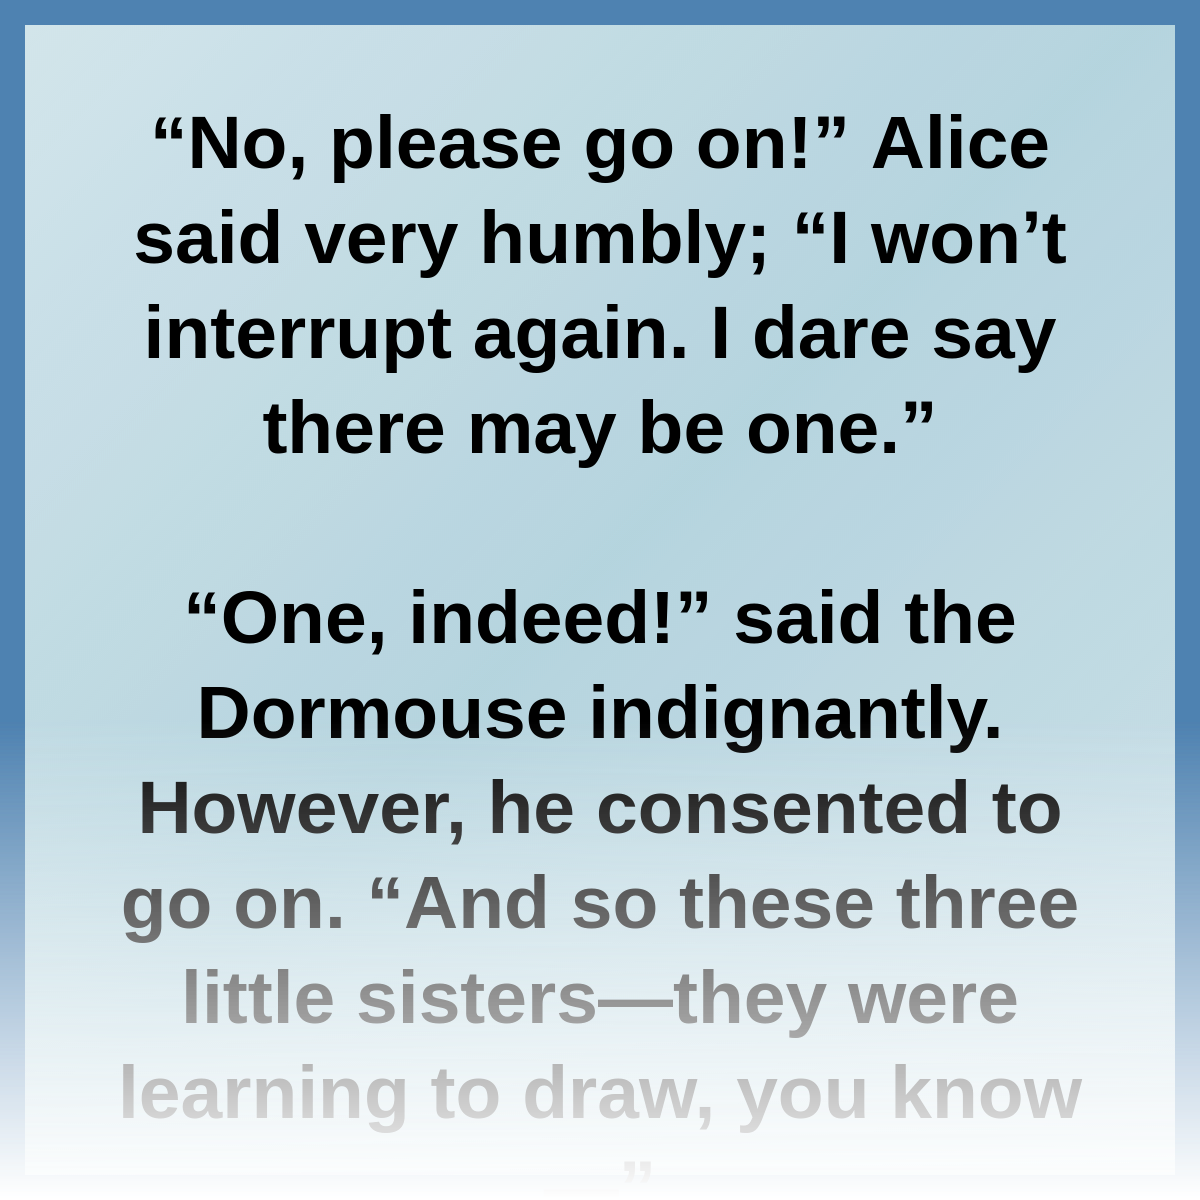 “No, please go on!” Alice
said very humbly; “I won’t
interrupt again. I dare say
there may be one.”
“One, indeed!” said the
Dormouse indignantly.
However, he consented to
go on. “And so these three
little sisters—they were
learning to draw, you know
—”